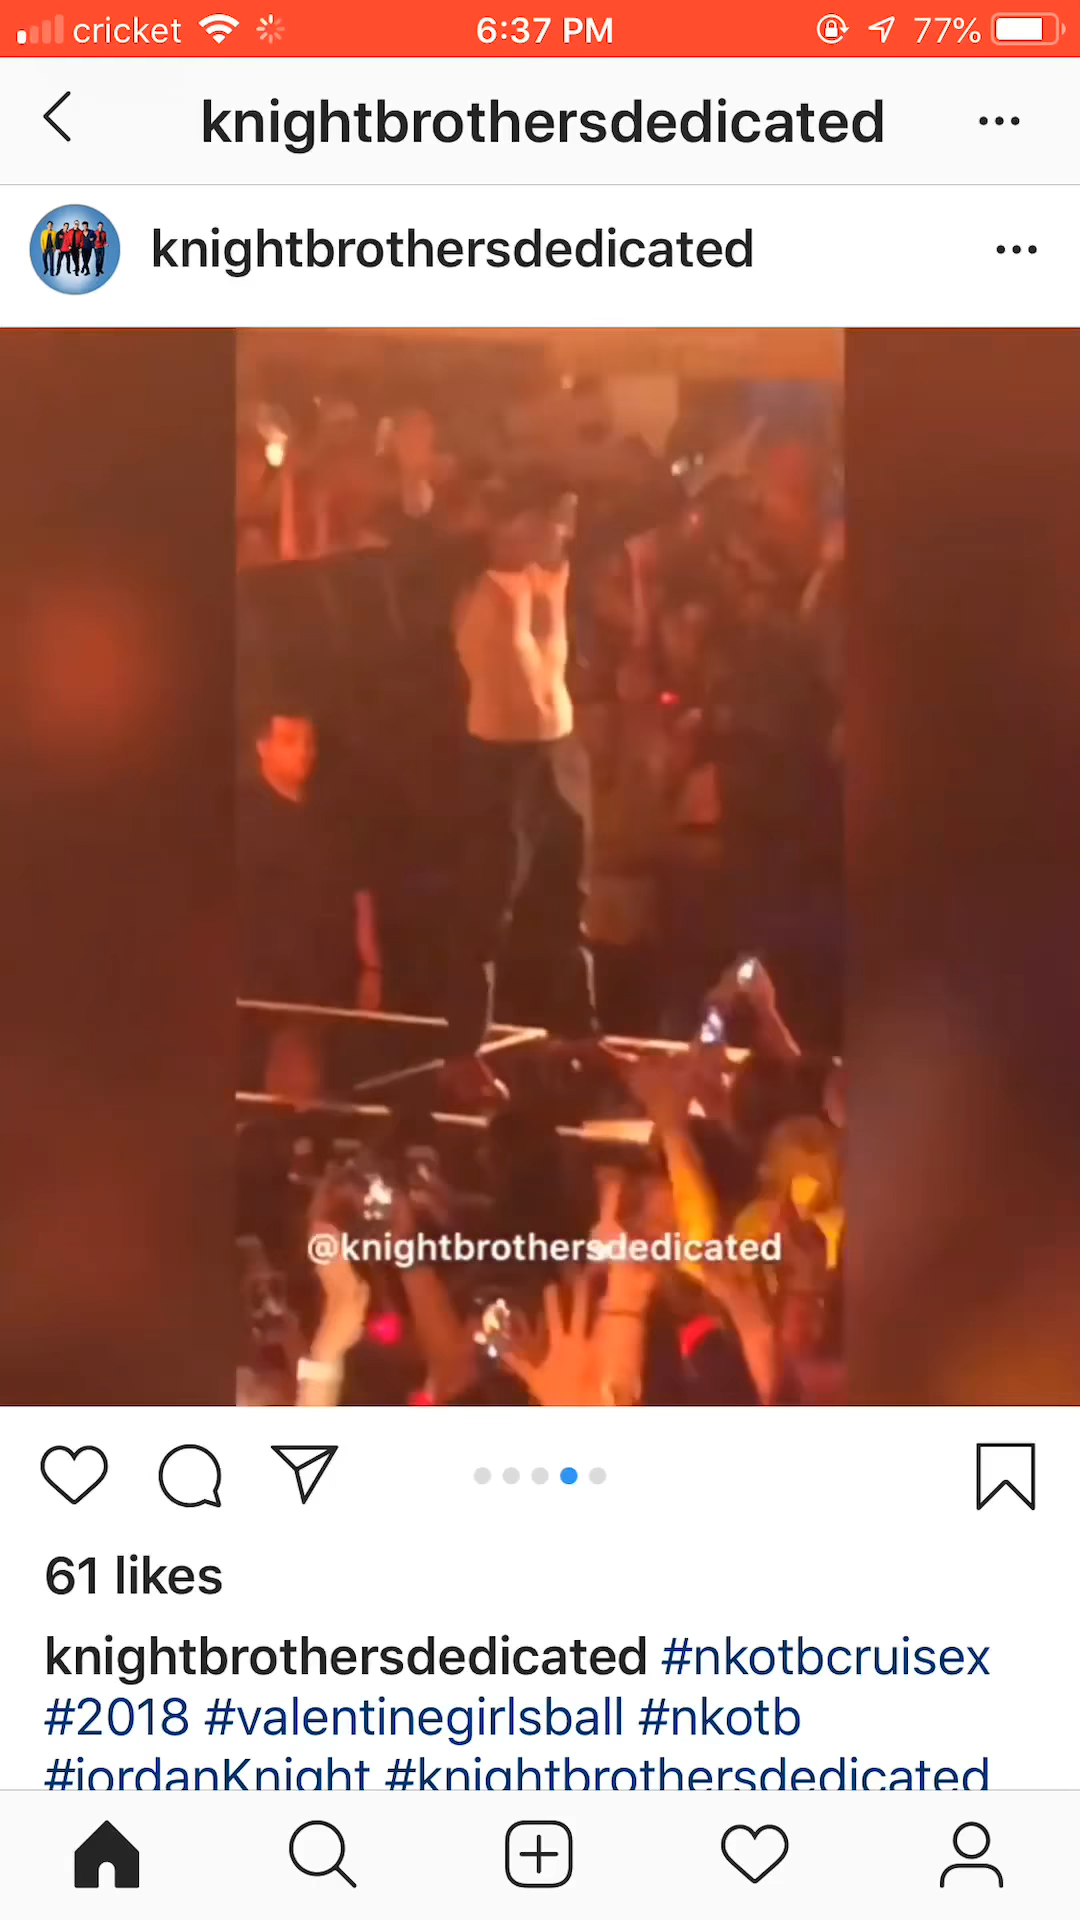 cricket 6:37 PM 77%
knightbrothersdedicated
knightbrothersdedicated
@knightbrothersdedicated
61 likes
knightbrothersdedicated #nkotbcruisex
#2018 #valentinegirlsball #nkotb
#jordanKnight #knightbrothersdedicated